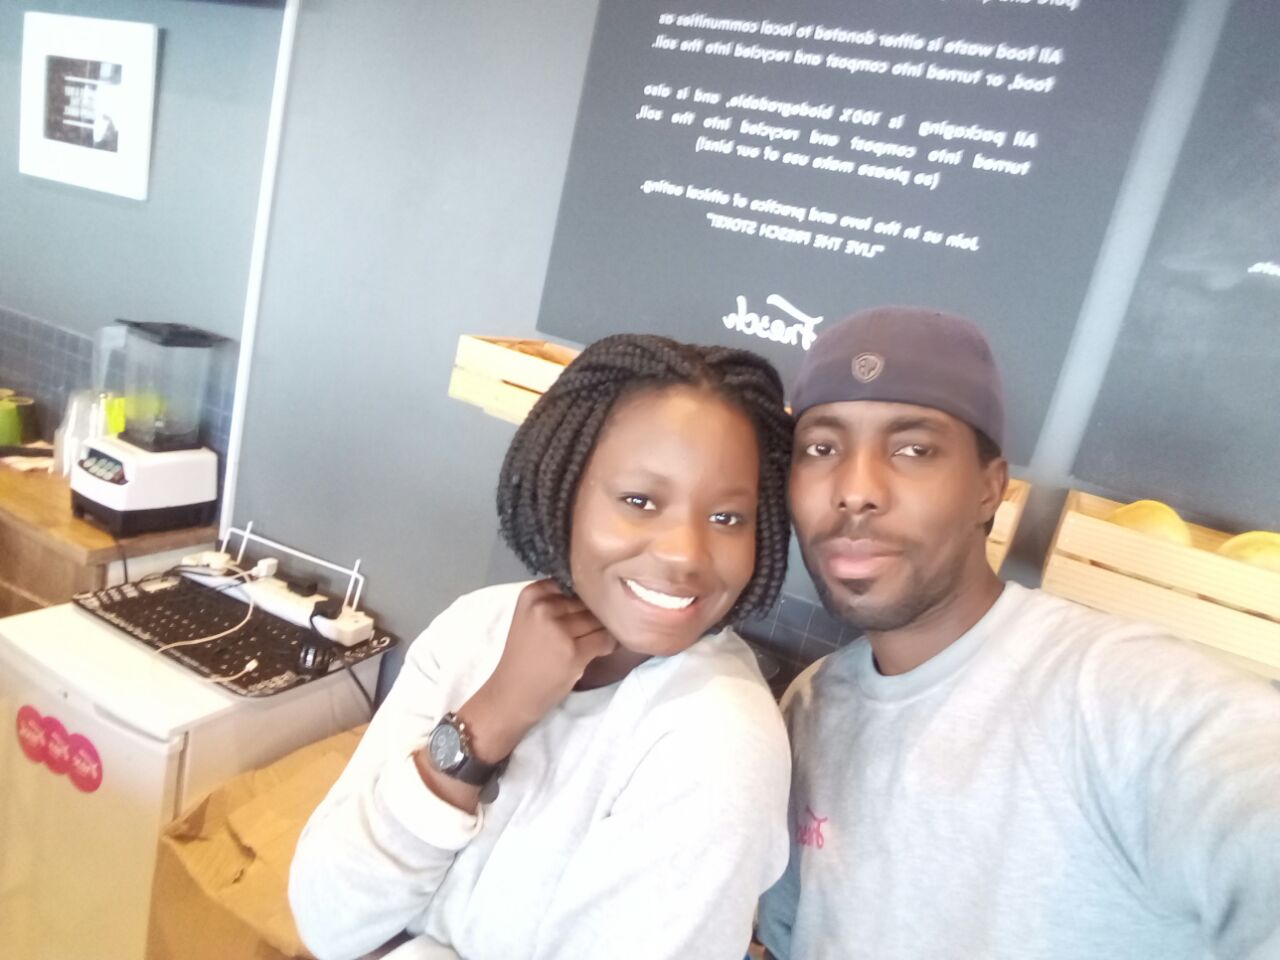 All food waste is either donated to local communities as
food, or turned into compost and recycled into the soil.
All packaging is 100% biodegradable, and is also
turned into compost and recycled into the soil,
(so please make use of our bins!)
Join us in the love and practice of ethical eating.
"LIVE THE FRESCH STOKE!"
Fresch